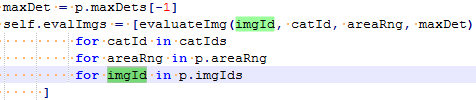 maxDet = p.maxDets[-1]
self.evalImgs = [evaluateImg(imgId, catId, areaRng, maxDet)
for catId in catIds
for areaRng in p.areaRng
for imgId in p.imgIds
]